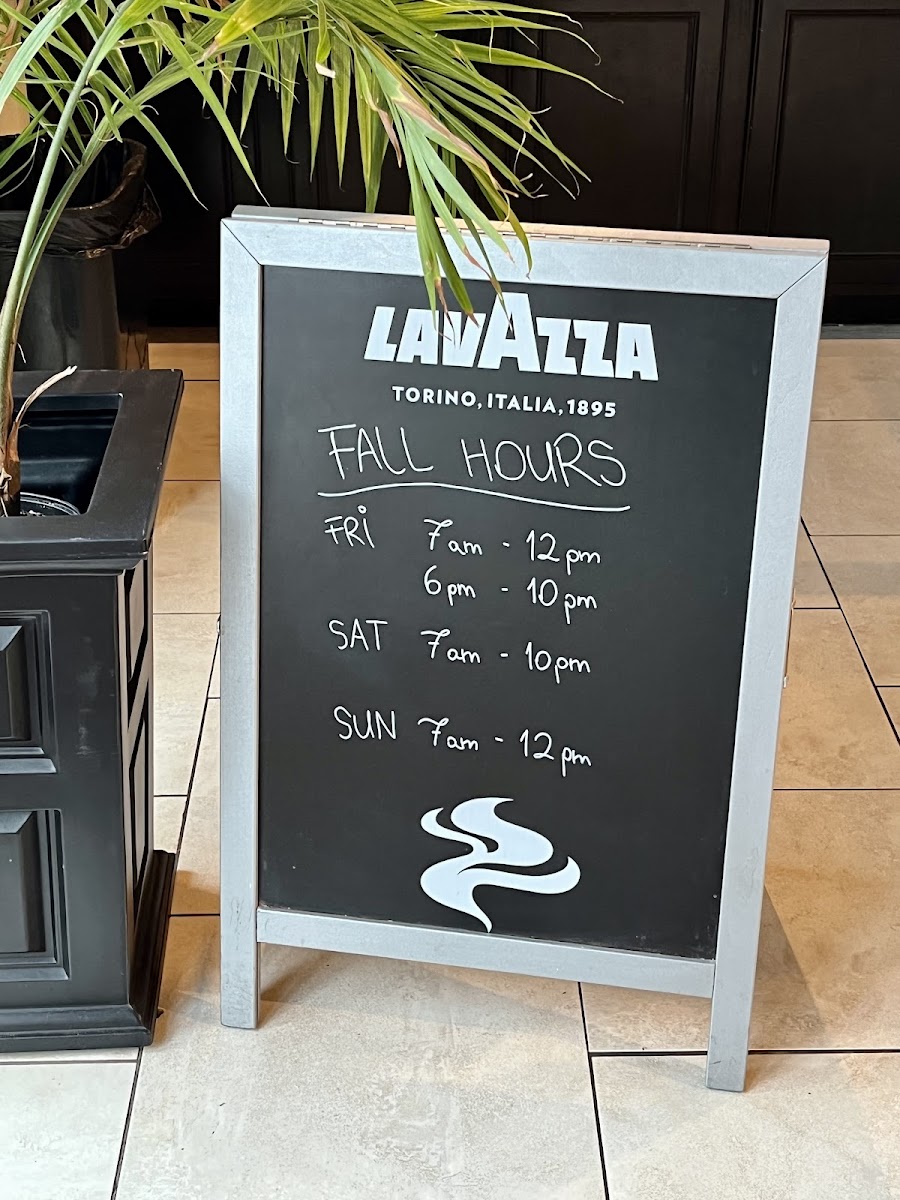 LAVAZZA
TORINO, ITALIA, 1895
FALL HOURS
FRI 7am - 12pm
6pm - 10pm
SAT 7am - 10pm
SUN 7am - 12pm